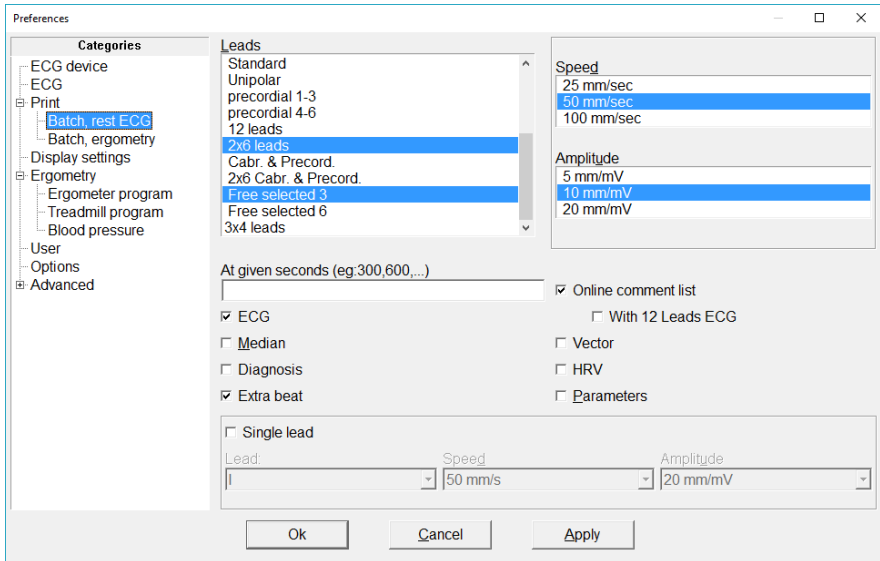 Preferences
Categories
ECG device
ECG
Print
Batch, rest ECG
Batch, ergometry
Display settings
Ergometry
Ergometer program
Treadmill program
Blood pressure
User
Options
Advanced
Leads
Standard
Unipolar
precordial 1-3
precordial 4-6
12 leads
2x6 leads
Cabr. & Precord.
2x6 Cabr. & Precord.
Free selected 3
Free selected 6
3x4 leads
Speed
25 mm/sec
50 mm/sec
100 mm/sec
Amplitude
5 mm/mV
10 mm/mV
20 mm/mV
At given seconds (eg:300,600,...)
Online comment list
ECG
With 12 Leads ECG
Median
Vector
Diagnosis
HRV
Extra beat
Parameters
Single lead
Lead: Speed Amplitude
I 50 mm/s 20 mm/mV
Ok Cancel Apply